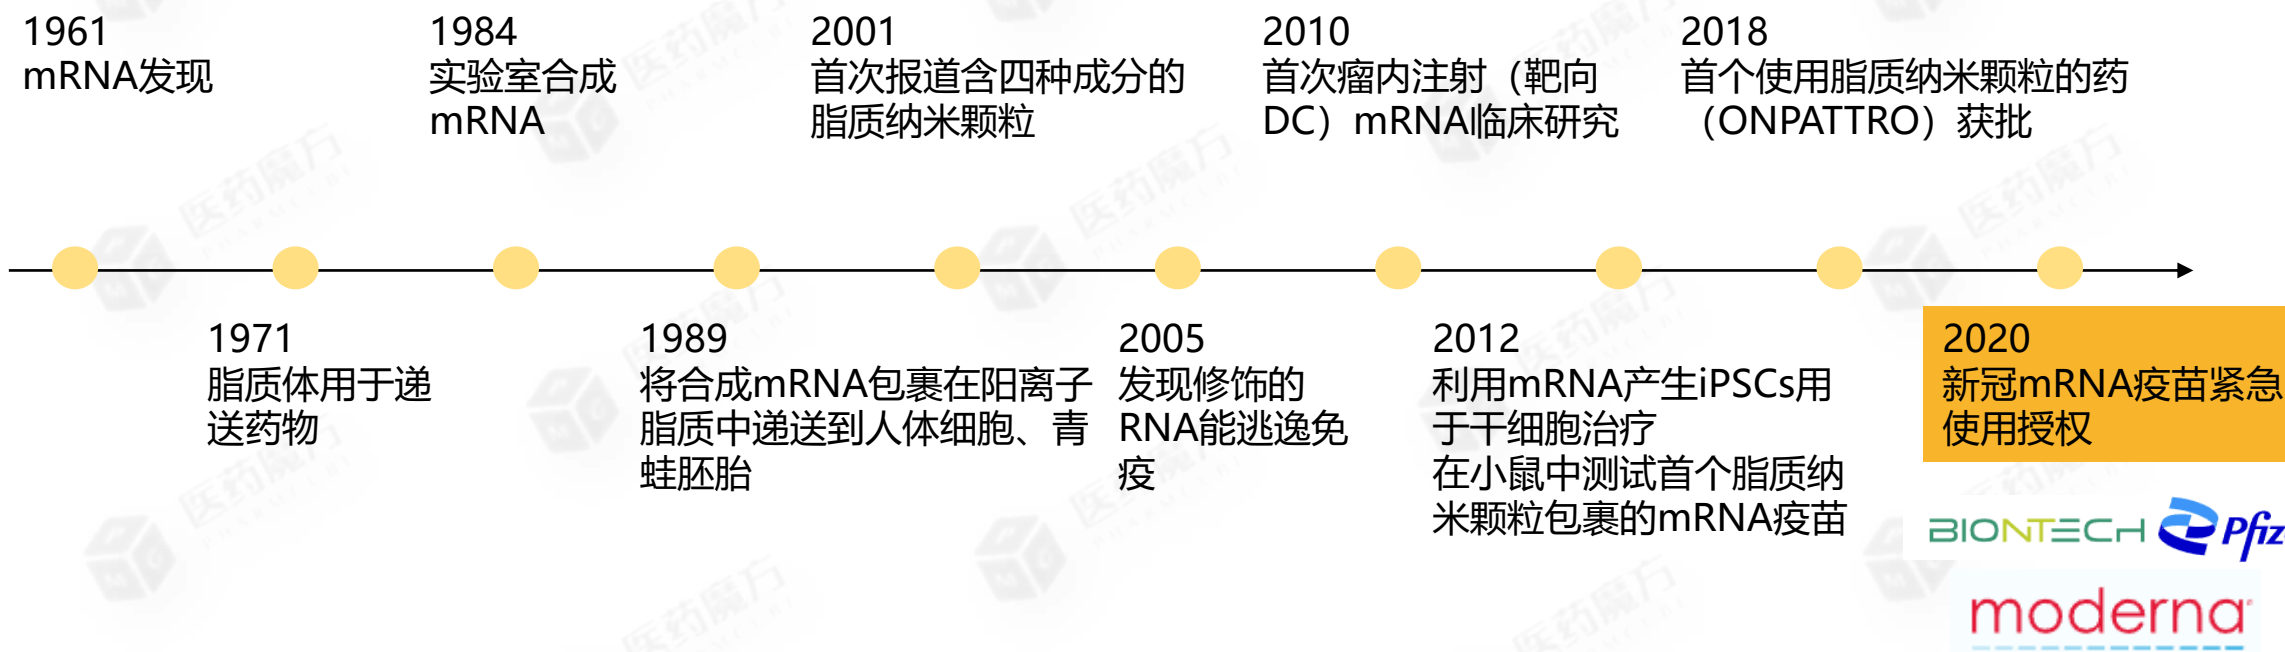 1961
mRNA发现
1984
实验室合成
mRNA
2001
首次报道含四种成分的
脂质纳米颗粒
2010
首次瘤内注射（靶向
DC）mRNA临床研究
2018
首个使用脂质纳米颗粒的药
（ONPATTRO）获批
1971
脂质体用于递
送药物
1989
将合成mRNA包裹在阳离子
脂质中递送到人体细胞、青
蛙胚胎
2005
发现修饰的
RNA能逃逸免
疫
2012
利用mRNA产生iPSCs用
于干细胞治疗
在小鼠中测试首个脂质纳
米颗粒包裹的mRNA疫苗
2020
新冠mRNA疫苗紧急
使用授权
BIONTECH Pfiz
moderna
医药魔方